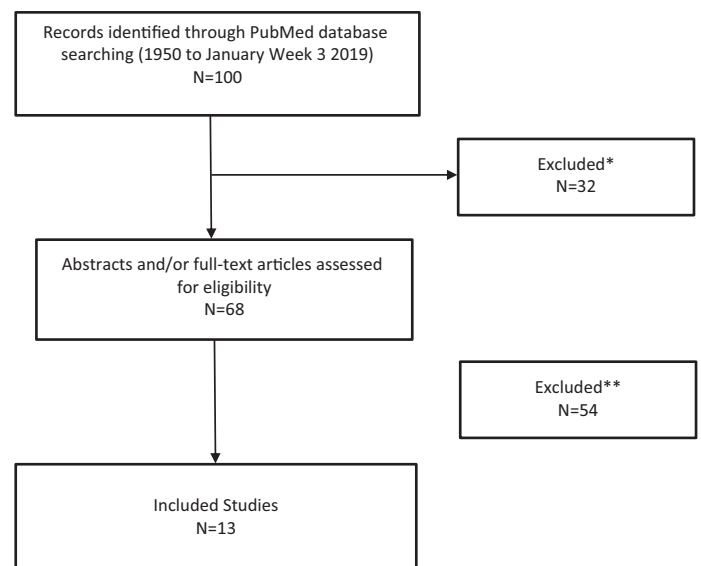 Records identified through PubMed database
searching (1950 to January Week 3 2019)
N=100
Excluded*
N=32
Abstracts and/or full-text articles assessed
for eligibility
N=68
Excluded**
N=54
Included Studies
N=13